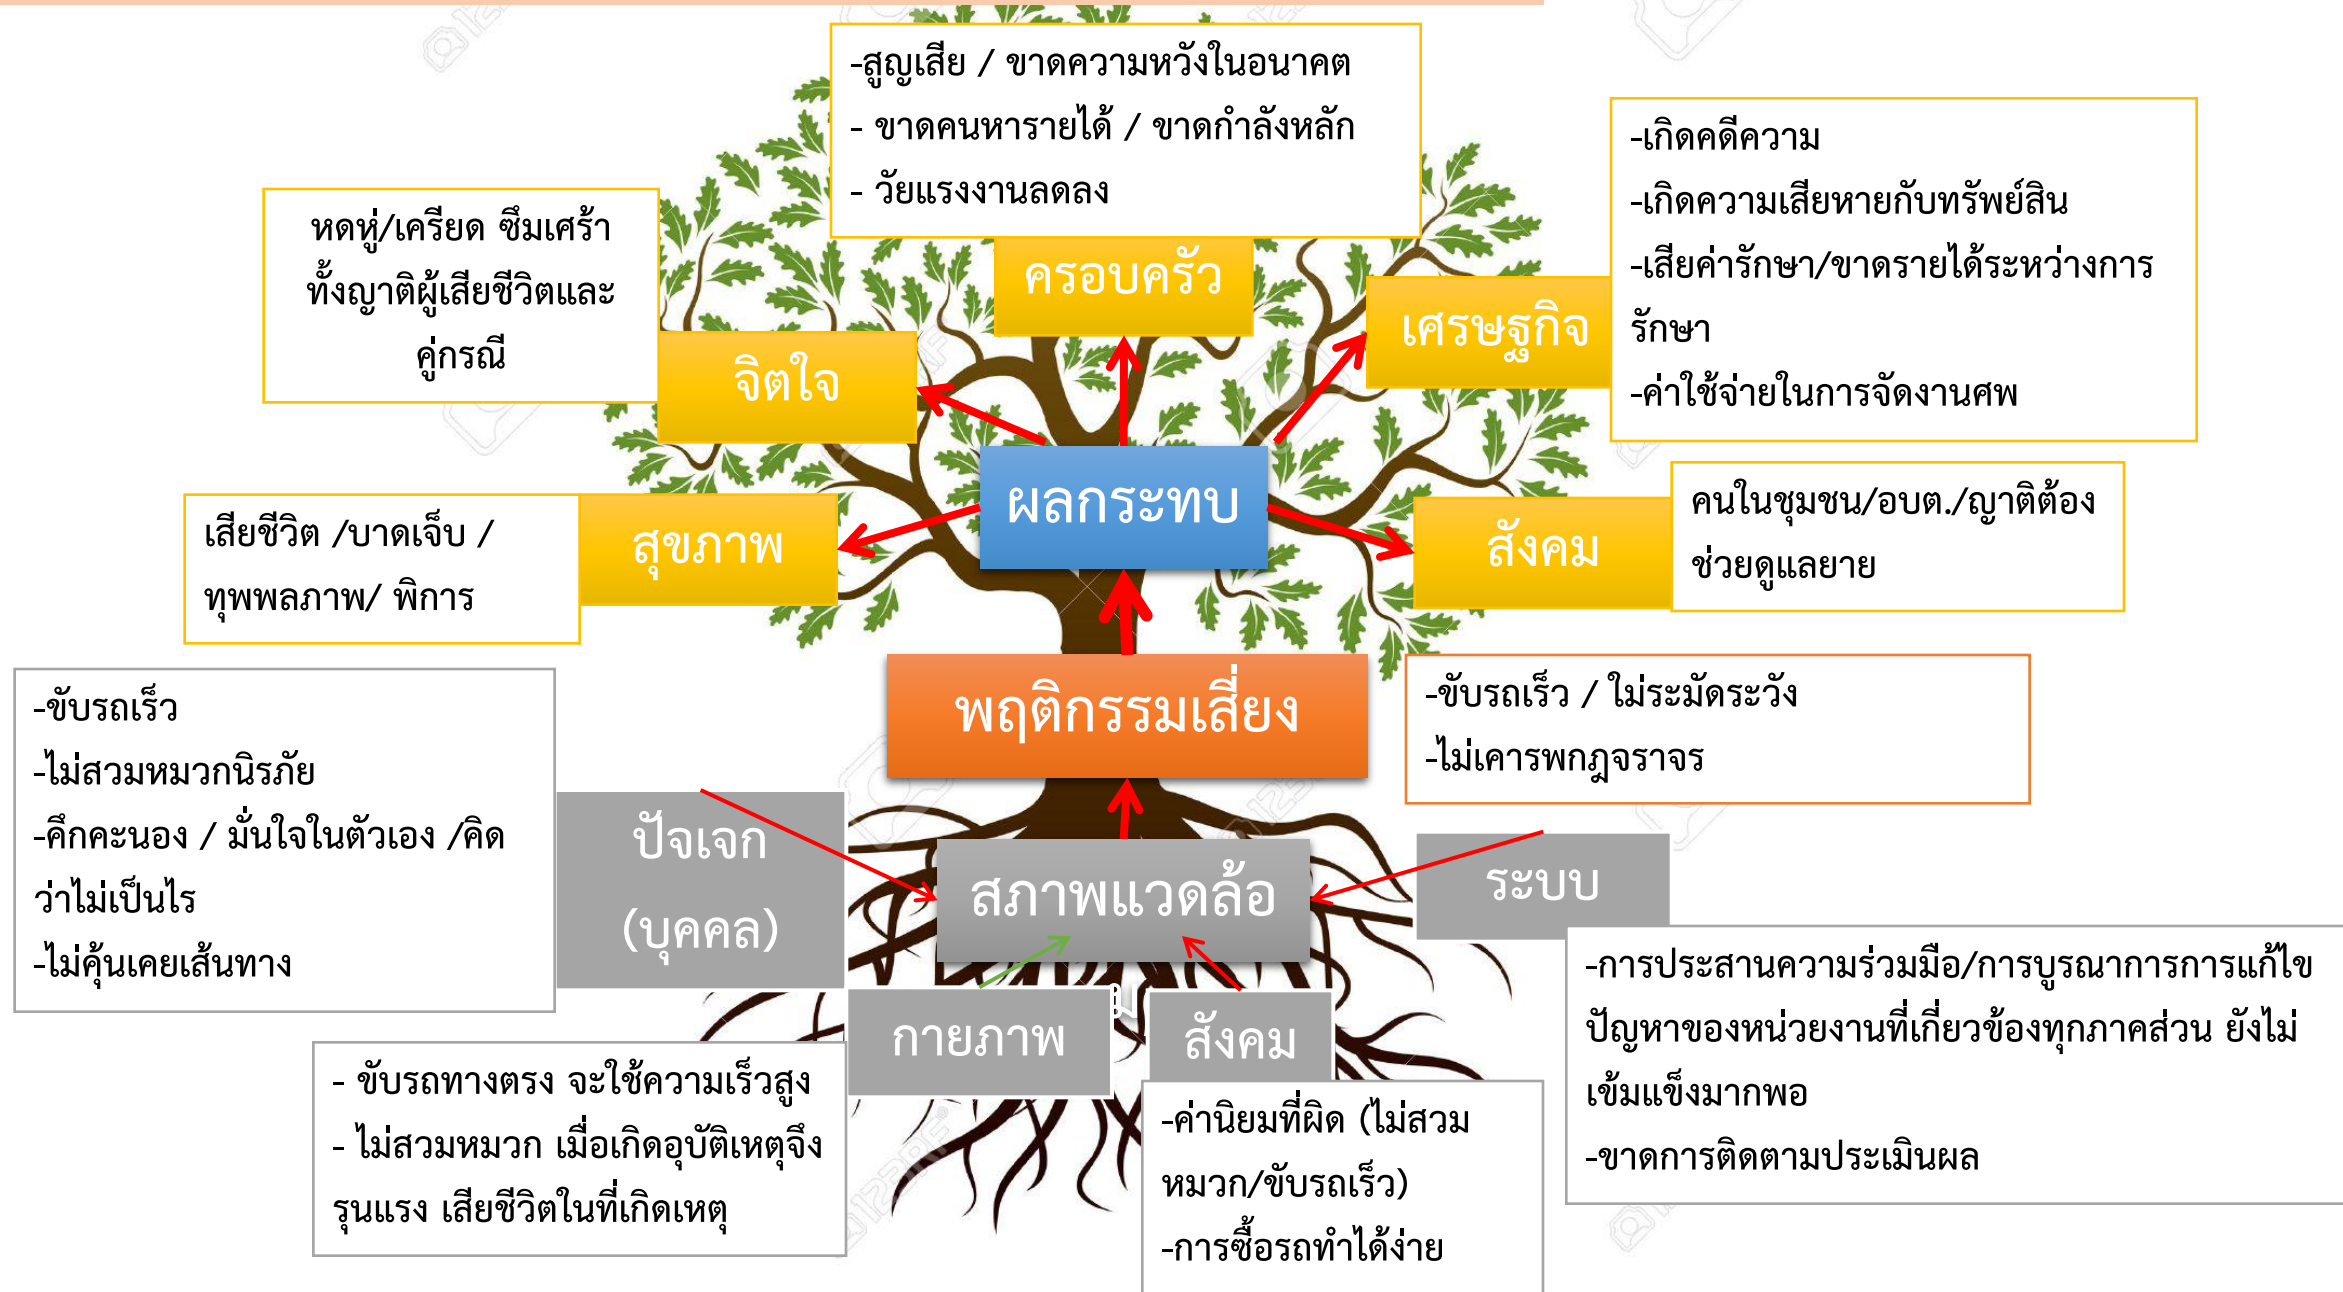 -สูญเสีย / ขาดความหวังในอนาคต
- ขาดคนหารายได้ / ขาดกำลังหลัก
- วัยแรงงานลดลง
ครอบครัว
-เกิดคดีความ
-เกิดความเสียหายกับทรัพย์สิน
-เสียค่ารักษา/ขาดรายได้ระหว่างการ
รักษา
-ค่าใช้จ่ายในการจัดงานศพ
เศรษฐกิจ
หดหู่/เครียด ซึมเศร้า
ทั้งญาติผู้เสียชีวิตและ
คู่กรณี
จิตใจ
ผลกระทบ
เสียชีวิต /บาดเจ็บ /
ทุพพลภาพ/ พิการ
สุขภาพ
สังคม
คนในชุมชน/อบต./ญาติต้อง
ช่วยดูแลยาย
พฤติกรรมเสี่ยง
-ขับรถเร็ว / ใม่ระมัดระวัง
-ไม่เคารพกฎจราจร
-ขับรถเร็ว
-ไม่สวมหมวกนิรภัย
-คึกคะนอง / มั่นใจในตัวเอง /คิด
ว่าไม่เป็นไร
-ไม่คุ้นเคยเส้นทาง
ปัจเจก
(บุคคล)
สภาพแวดล้อ
ม
ระบบ
-การประสานความร่วมมือ/การบูรณาการการแก้ไข
ปัญหาของหน่วยงานที่เกี่ยวข้องทุกภาคส่วน ยังไม่
เข้มแข็งมากพอ
-ขาดการติดตามประเมินผล
กายภาพ
- ขับรถทางตรง จะใช้ความเร็วสูง
- ไม่สวมหมวก เมื่อเกิดอุบัติเหตุจึง
รุนแรง เสียชีวิตในที่เกิดเหตุ
สังคม
-ค่านิยมที่ผิด (ไม่สวม
หมวก/ขับรถเร็ว)
-การซื้อรถทำได้ง่าย